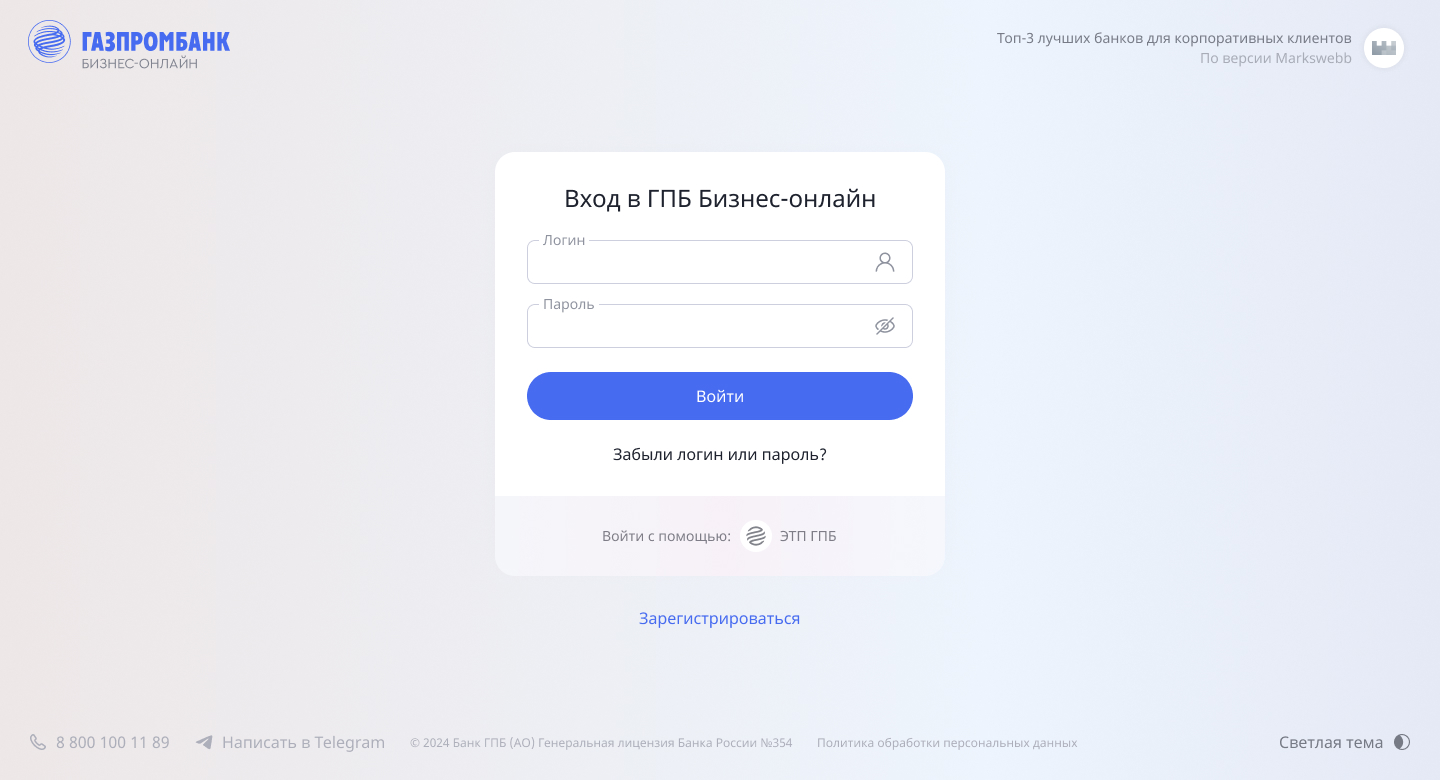 ГАЗПРОМБАНК
БИЗНЕС-ОНЛАЙН
Топ-3 лучших банков для корпоративных клиентов
По версии Markswebb
Вход в ГПБ Бизнес-онлайн
Логин
Пароль
Войти
Забыли логин или пароль?
Войти с помощью: ЭТП ГПБ
Зарегистрироваться
8 800 100 11 89 Написать в Telegram © 2024 Банк ГПБ (АО) Генеральная лицензия Банка России №354 Политика обработки персональных данных Светлая тема